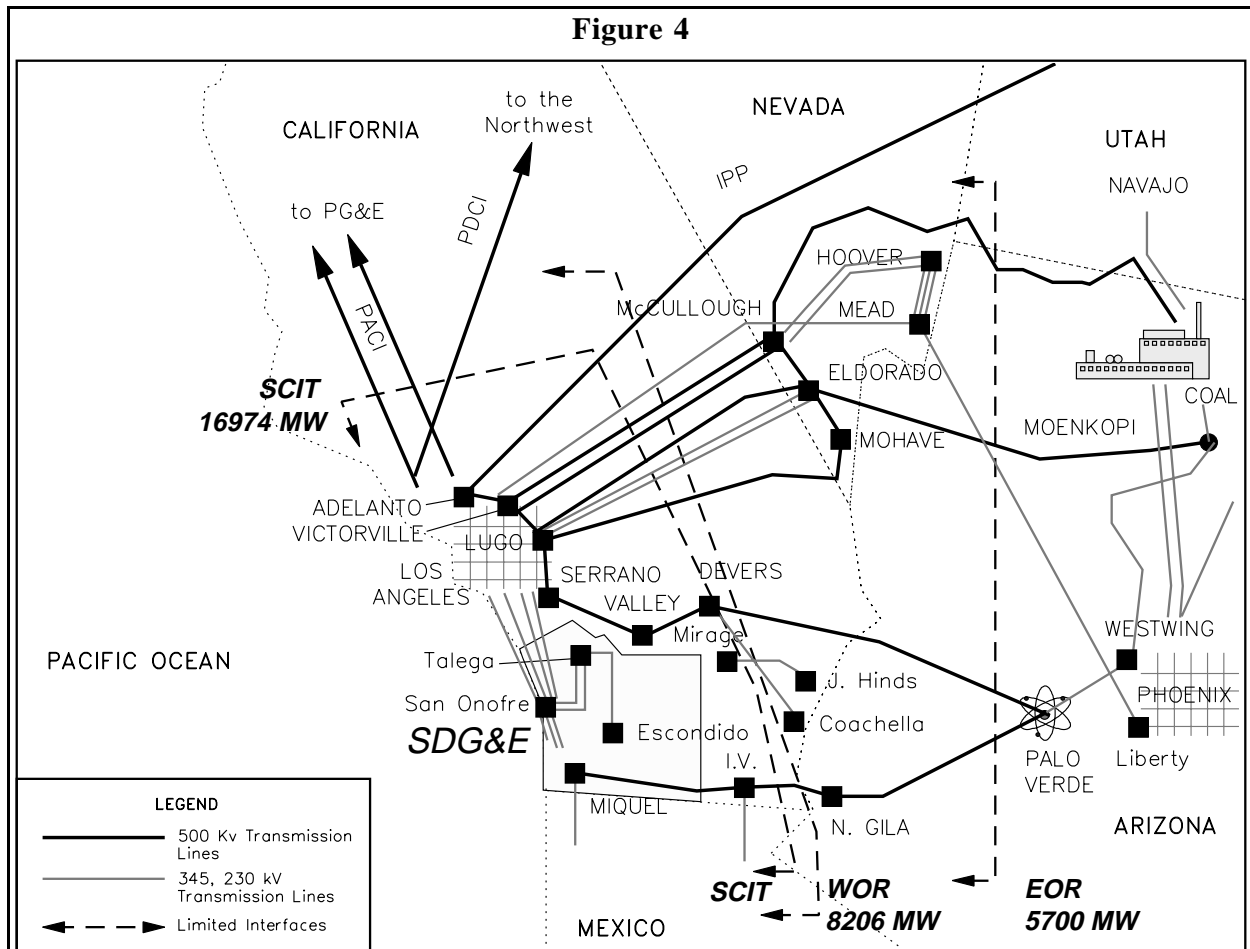 Figure 4
to the
Northwest
NEVADA
CALIFORNIA
UTAH
IPP
NAVAJO
to PG&E
PDCI
HOOVER
McCULLOUGH
MEAD
PACI
ELDORADO
SCIT
16974 MW
COAL
MOENKOPI
MOHAVE
ADELANTO
VICTORVILLE
LUGO
LOS
ANGELES
SERRANO
DEVERS
VALLEY
Mirage
WESTWING
PACIFIC OCEAN
Talega
J. Hinds
PHOENIX
San Onofre
Escondido
Coachella
SDG&E
I.V.
PALO
VERDE
Liberty
MIQUEL
N. GILA
ARIZONA
LEGEND
500 Kv Transmission
Lines
345, 230 kV
Transmission Lines
Limited Interfaces
SCIT
WOR
8206 MW
EOR
5700 MW
MEXICO